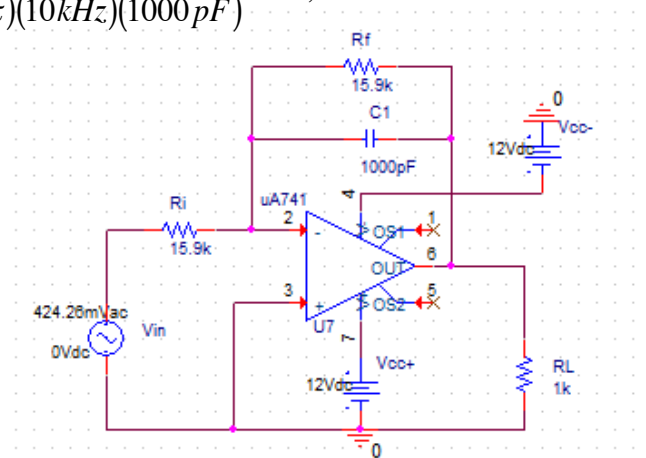 )(10kHz)(1000pF)
Rf
15.9k
C1
1000pF
0
Vcc-
12Vdc
Ri
15.9k
uA741
4
2
-
OS1
1
6
OUT
3
+
OS2
5
U7
7
424.26mVac
0Vdc
Vin
Vcc+
12Vdc
RL
1k
0